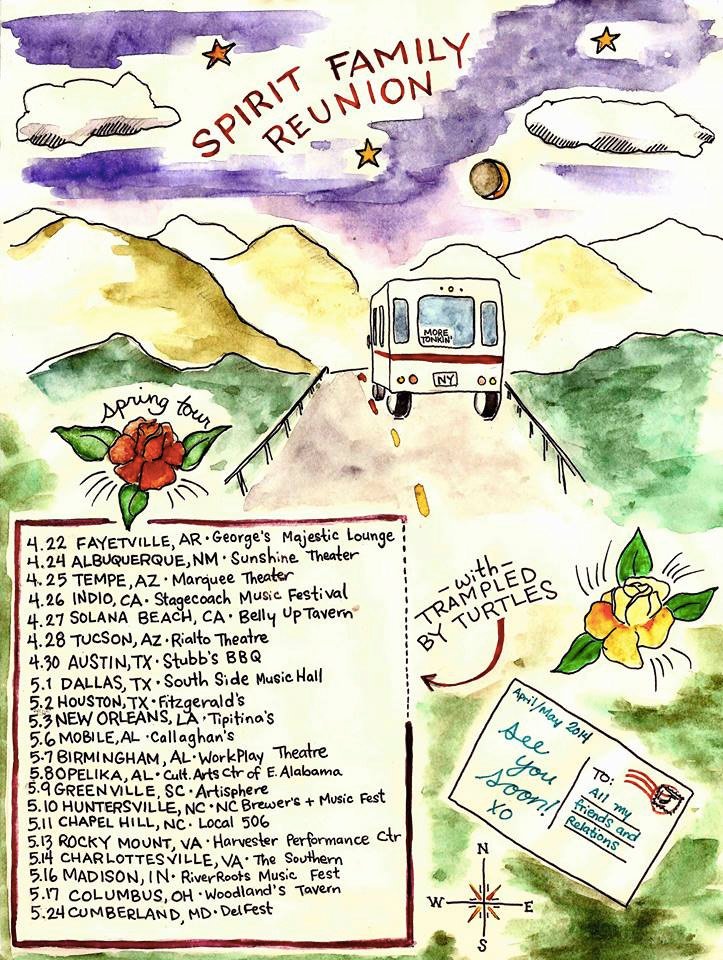 SPIRIT FAMILY
REUNION
MORE
TONKIN'
NY
spring tour
4.22 FAYETVILLE, AR · George's Majestic Lounge
4.24 ALBUQUERQUE, NM · Sunshine Theater
4.25 TEMPE, AZ · Marquee Theater
4.26 INDIO, CA · Stagecoach Music Festival
4.27 SOLANA BEACH, CA · Belly Up Tavern
4.28 TUCSON, AZ · Rialto Theatre
4.30 AUSTIN, TX · Stubb's BBQ
5.1 DALLAS, TX · South Side Music Hall
5.2 HOUSTON, TX · Fitzgerald's
5.3 NEW ORLEANS, LA · Tipitina's
5.6 MOBILE, AL · Callaghan's
5.7 BIRMINGHAM, AL · WorkPlay Theatre
5.8 OPELIKA, AL · Cult. Arts Ctr of E. Alabama
5.9 GREENVILLE, SC · Artisphere
5.10 HUNTERSVILLE, NC · NC Brewer's + Music Fest
5.11 CHAPEL HILL, NC · Local 506
5.13 ROCKY MOUNT, VA · Harvester Performance Ctr
5.14 CHARLOTTESVILLE, VA · The Southern
5.16 MADISON, IN · RiverRoots Music Fest
5.17 COLUMBUS, OH · Woodland's Tavern
5.24 CUMBERLAND, MD · DelFest
-with-
TRAMPLED
BY TURTLES
April/May 2014
See
you
soon!
XO
TO:
All my
friends and
Relations
N
W E
S